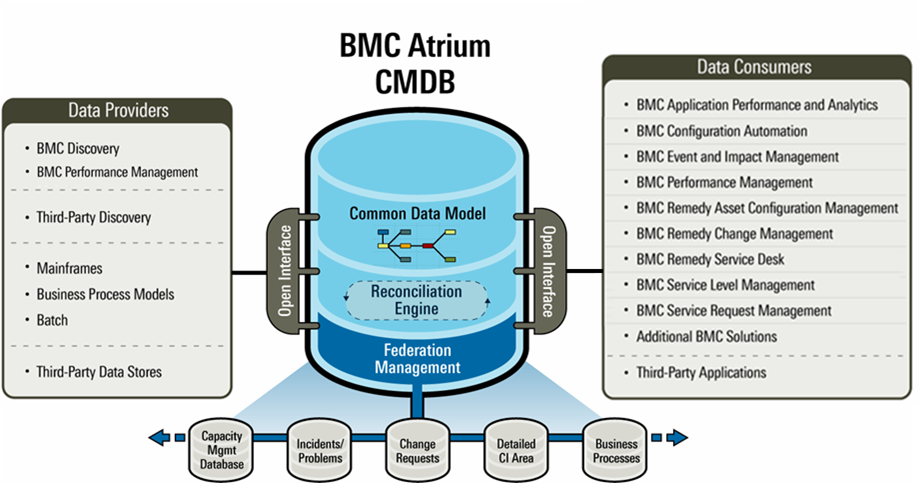 BMC Atrium
CMDB
Data Providers
• BMC Discovery
• BMC Performance Management
• Third-Party Discovery
• Mainframes
• Business Process Models
• Batch
• Third-Party Data Stores
Open Interface
Common Data Model
Reconciliation
Engine
Federation
Management
Open Interface
Data Consumers
• BMC Application Performance and Analytics
• BMC Configuration Automation
• BMC Event and Impact Management
• BMC Performance Management
• BMC Remedy Asset Configuration Management
• BMC Remedy Change Management
• BMC Remedy Service Desk
• BMC Service Level Management
• BMC Service Request Management
• Additional BMC Solutions
• Third-Party Applications
Capacity
Mgmt
Database
Incidents/
Problems
Change
Requests
Detailed
CI Area
Business
Processes